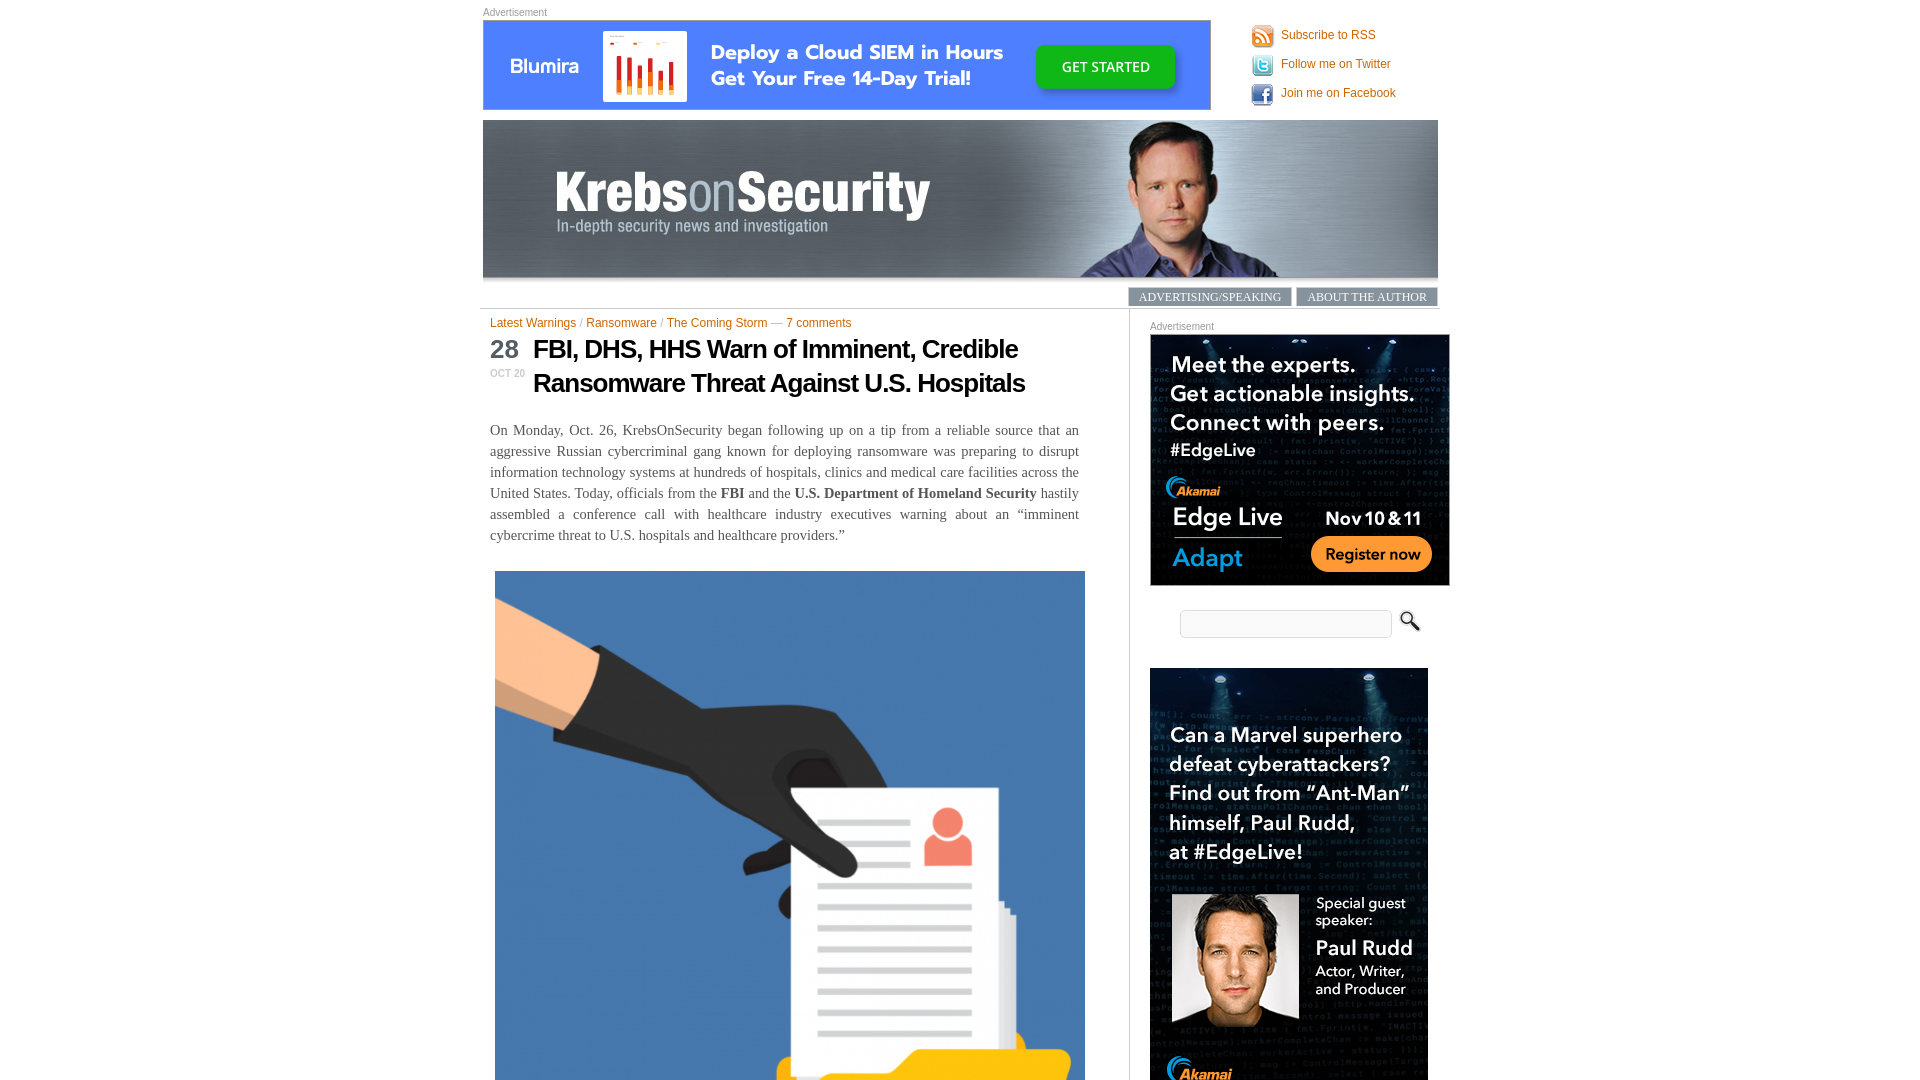 Advertisement
Blumira
Deploy a Cloud SIEM in Hours
Get Your Free 14-Day Trial!
GET STARTED
Subscribe to RSS
Follow me on Twitter
Join me on Facebook
KrebsonSecurity
In-depth security news and investigation
ADVERTISING/SPEAKING
ABOUT THE AUTHOR
Latest Warnings / Ransomware / The Coming Storm — 7 comments
28
OCT 20
FBI, DHS, HHS Warn of Imminent, Credible
Ransomware Threat Against U.S. Hospitals
On Monday, Oct. 26, KrebsOnSecurity began following up on a tip from a reliable source that an
aggressive Russian cybercriminal gang known for deploying ransomware was preparing to disrupt
information technology systems at hundreds of hospitals, clinics and medical care facilities across the
United States. Today, officials from the FBI and the U.S. Department of Homeland Security hastily
assembled a conference call with healthcare industry executives warning about an “imminent
cybercrime threat to U.S. hospitals and healthcare providers.”
Advertisement
Meet the experts.
Get actionable insights.
Connect with peers.
#EdgeLive
Akamai
Edge Live
Adapt
Nov 10 & 11
Register now
Can a Marvel superhero
defeat cyberattackers?
Find out from “Ant-Man”
himself, Paul Rudd,
at #EdgeLive!
Special guest
speaker:
Paul Rudd
Actor, Writer,
and Producer
Akamai